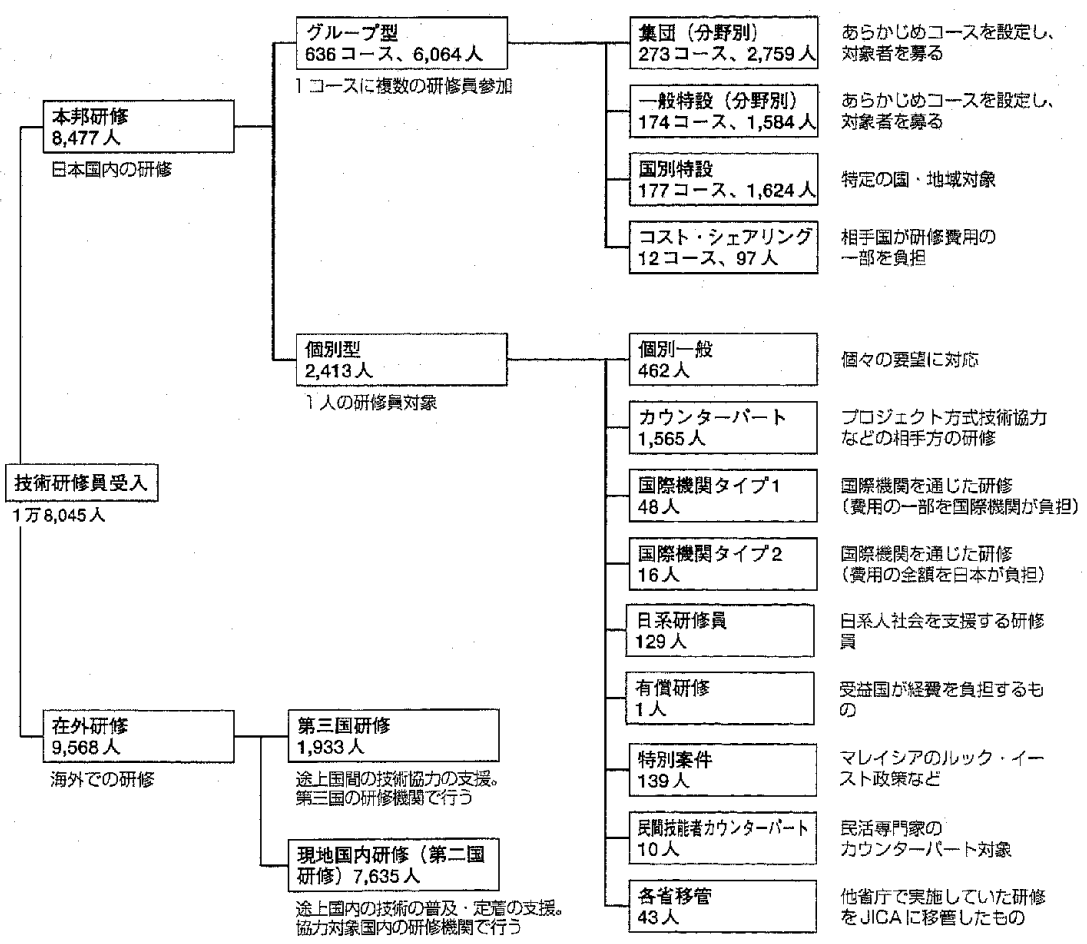 技術研修員受入
1万8,045人
本邦研修
8,477人
日本国内の研修
グループ型
636コース、6,064人
1コースに複数の研修員参加
集団（分野別）
273コース、2,759人
あらかじめコースを設定し、
対象者を募る
一般特設（分野別）
174コース、1,584人
あらかじめコースを設定し、
対象者を募る
国別特設
177コース、1,624人
特定の国・地域対象
コスト・シェアリング
12コース、97人
相手国が研修費用の
一部を負担
個別型
2,413人
1人の研修員対象
個別一般
462人
個々の要望に対応
カウンターパート
1,565人
プロジェクト方式技術協力
などの相手方の研修
国際機関タイプ1
48人
国際機関を通じた研修
（費用の一部を国際機関が負担）
国際機関タイプ2
16人
国際機関を通じた研修
（費用の全額を日本が負担）
日系研修員
129人
日系人社会を支援する研修
員
有償研修
1人
受益国が経費を負担するも
の
特別案件
139人
マレイシアのルック・イー
スト政策など
民間技能者カウンターパート
10人
民活専門家の
カウンターパート対象
各省移管
43人
他省庁で実施していた研修
をJICAに移管したもの
在外研修
9,568人
海外での研修
第三国研修
1,933人
途上国間の技術協力の支援。
第三国の研修機関で行う
現地国内研修（第二国
研修）7,635人
途上国内の技術の普及・定着の支援。
協力対象国内の研修機関で行う